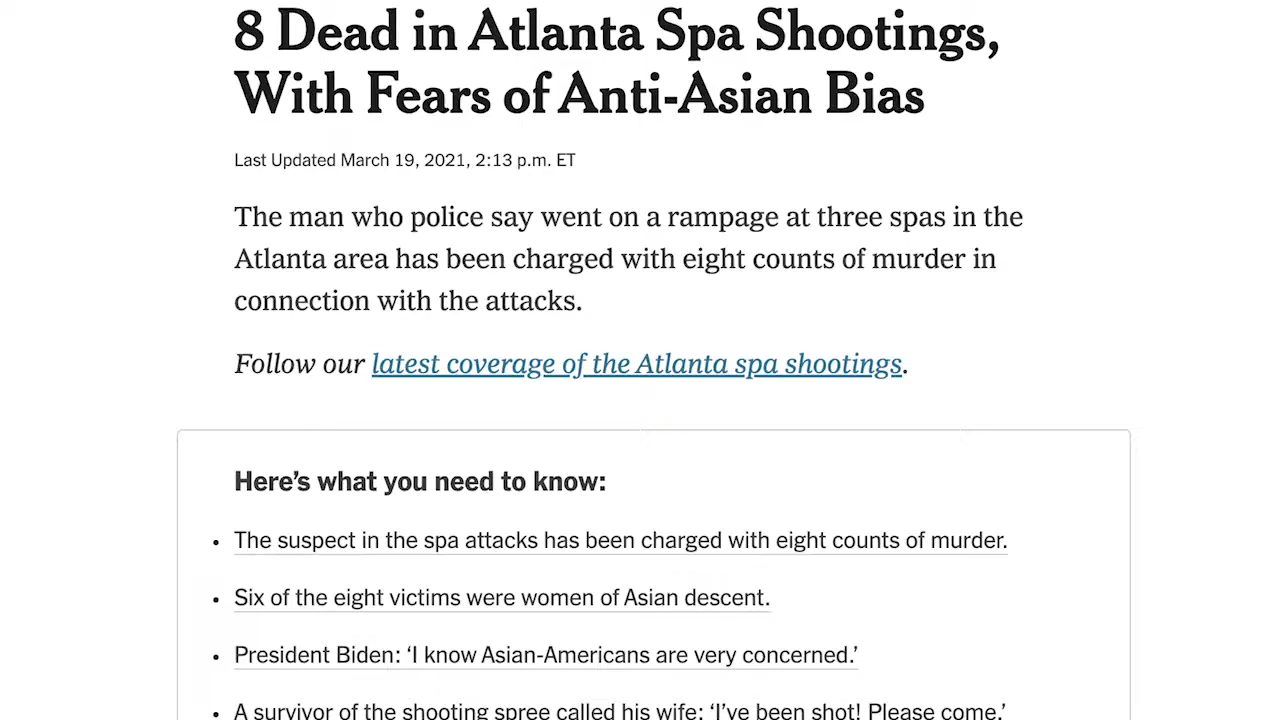 8 Dead in Atlanta Spa Shootings,
With Fears of Anti-Asian Bias
Last Updated March 19, 2021, 2:13 p.m. ET
The man who police say went on a rampage at three spas in the
Atlanta area has been charged with eight counts of murder in
connection with the attacks.
Follow our latest coverage of the Atlanta spa shootings.
Here’s what you need to know:
• The suspect in the spa attacks has been charged with eight counts of murder.
• Six of the eight victims were women of Asian descent.
• President Biden: ‘I know Asian-Americans are very concerned.’
• A survivor of the shooting spree called his wife: ‘I’ve been shot! Please come.’